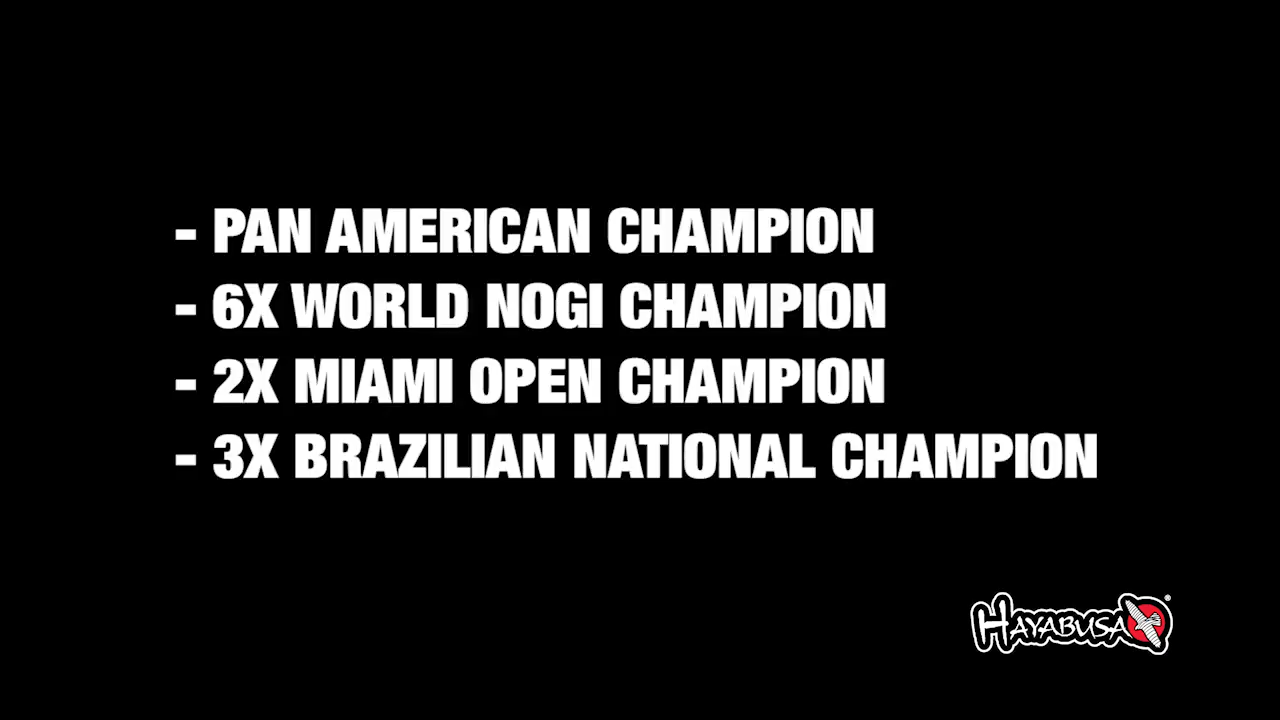 - PAN AMERICAN CHAMPION
- 6X WORLD NOGI CHAMPION
- 2X MIAMI OPEN CHAMPION
- 3X BRAZILIAN NATIONAL CHAMPION
HAYABUSA®